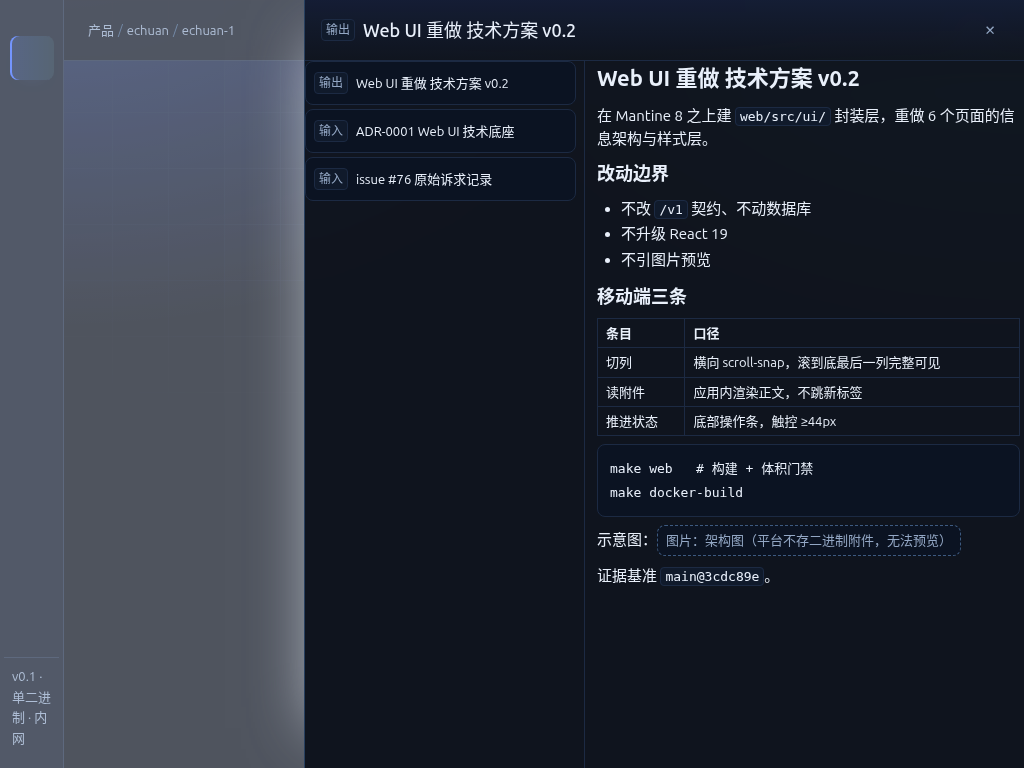 产品 / echuan / echuan-1
v0.1 ·
单二进
制 · 内
网
输出 Web UI 重做 技术方案 v0.2 ×
输出 Web UI 重做 技术方案 v0.2
输入 ADR-0001 Web UI 技术底座
输入 issue #76 原始诉求记录
Web UI 重做 技术方案 v0.2
在 Mantine 8 之上建 web/src/ui/ 封装层，重做 6 个页面的信
息架构与样式层。
改动边界
• 不改 /v1 契约、不动数据库
• 不升级 React 19
• 不引图片预览
移动端三条
条目 口径
切列 横向 scroll-snap，滚到底最后一列完整可见
读附件 应用内渲染正文，不跳新标签
推进状态 底部操作条，触控 ≥44px
make web # 构建 + 体积门禁
make docker-build
示意图： 图片：架构图（平台不存二进制附件，无法预览）
证据基准 main@3cdc89e 。